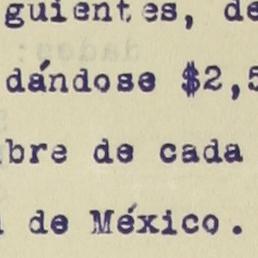 guientes, de
dándose $2,5
bre de cada
de México.